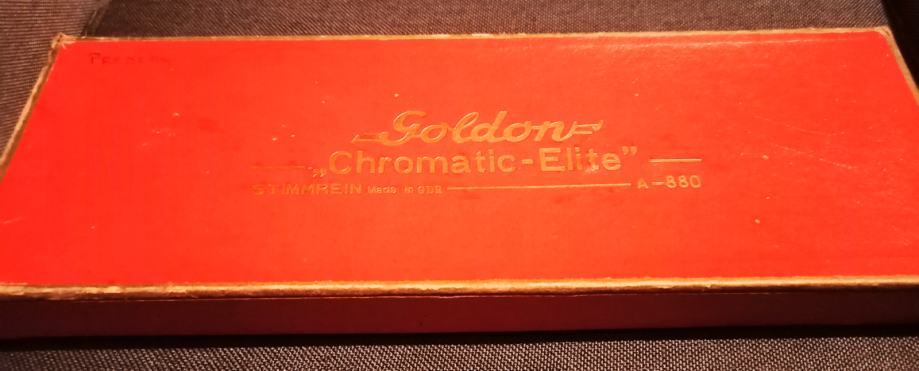 Goldon
„Chromatic-Elite”
STIMMREIN Made in GDR A-880